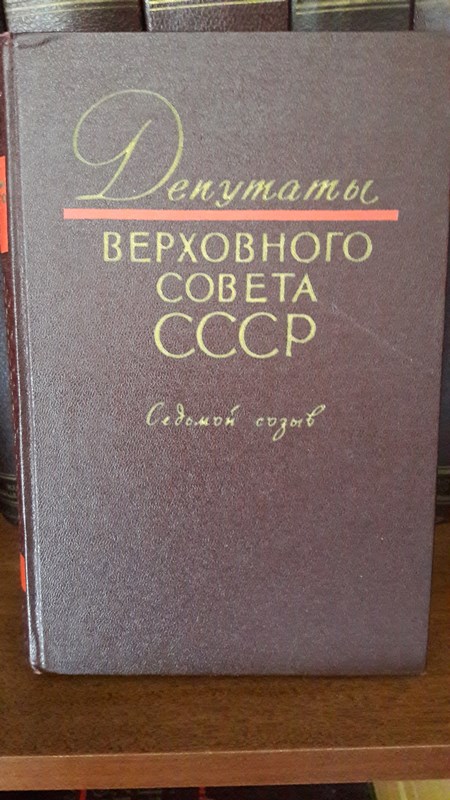 Депутаты
ВЕРХОВНОГО
СОВЕТА
СССР
Седьмой созыв